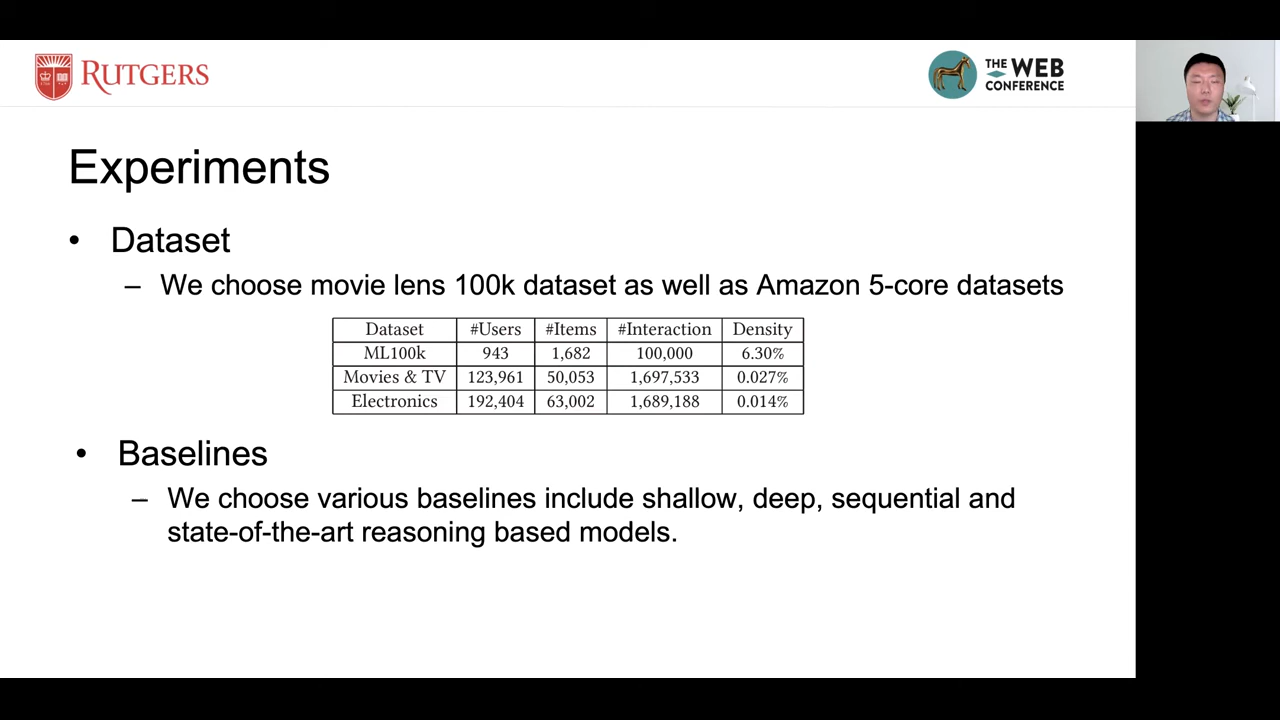 RUTGERS
THE WEB
CONFERENCE
Experiments
• Dataset
– We choose movie lens 100k dataset as well as Amazon 5-core datasets
Dataset #Users #Items #Interaction Density
ML100k 943 1,682 100,000 6.30%
Movies & TV 123,961 50,053 1,697,533 0.027%
Electronics 192,404 63,002 1,689,188 0.014%
• Baselines
– We choose various baselines include shallow, deep, sequential and
state-of-the-art reasoning based models.